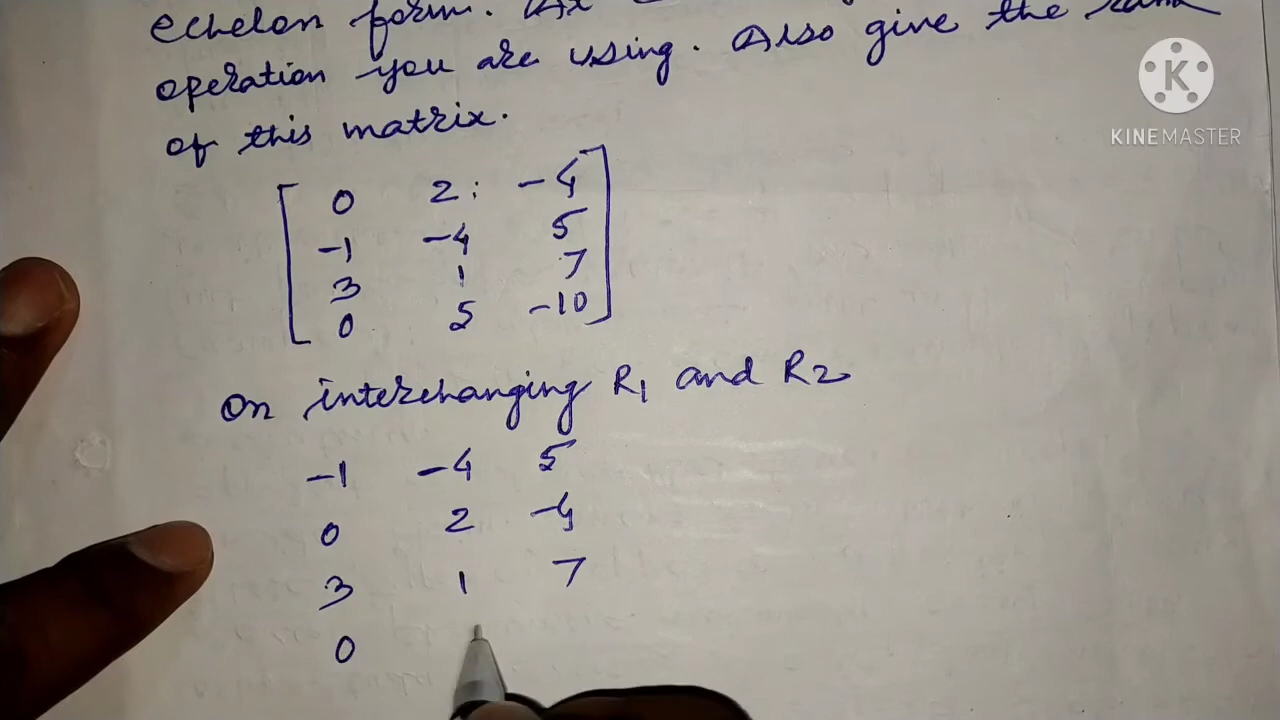 echelon form. At
operation you are using. Also give the rank
of this matrix.
K
KINEMASTER
0 2 : -4
-1 -4 5
3 1 7
0 5 -10
On interchanging R1 and R2
-1 -4 5
0 2 -4
3 1 7
0